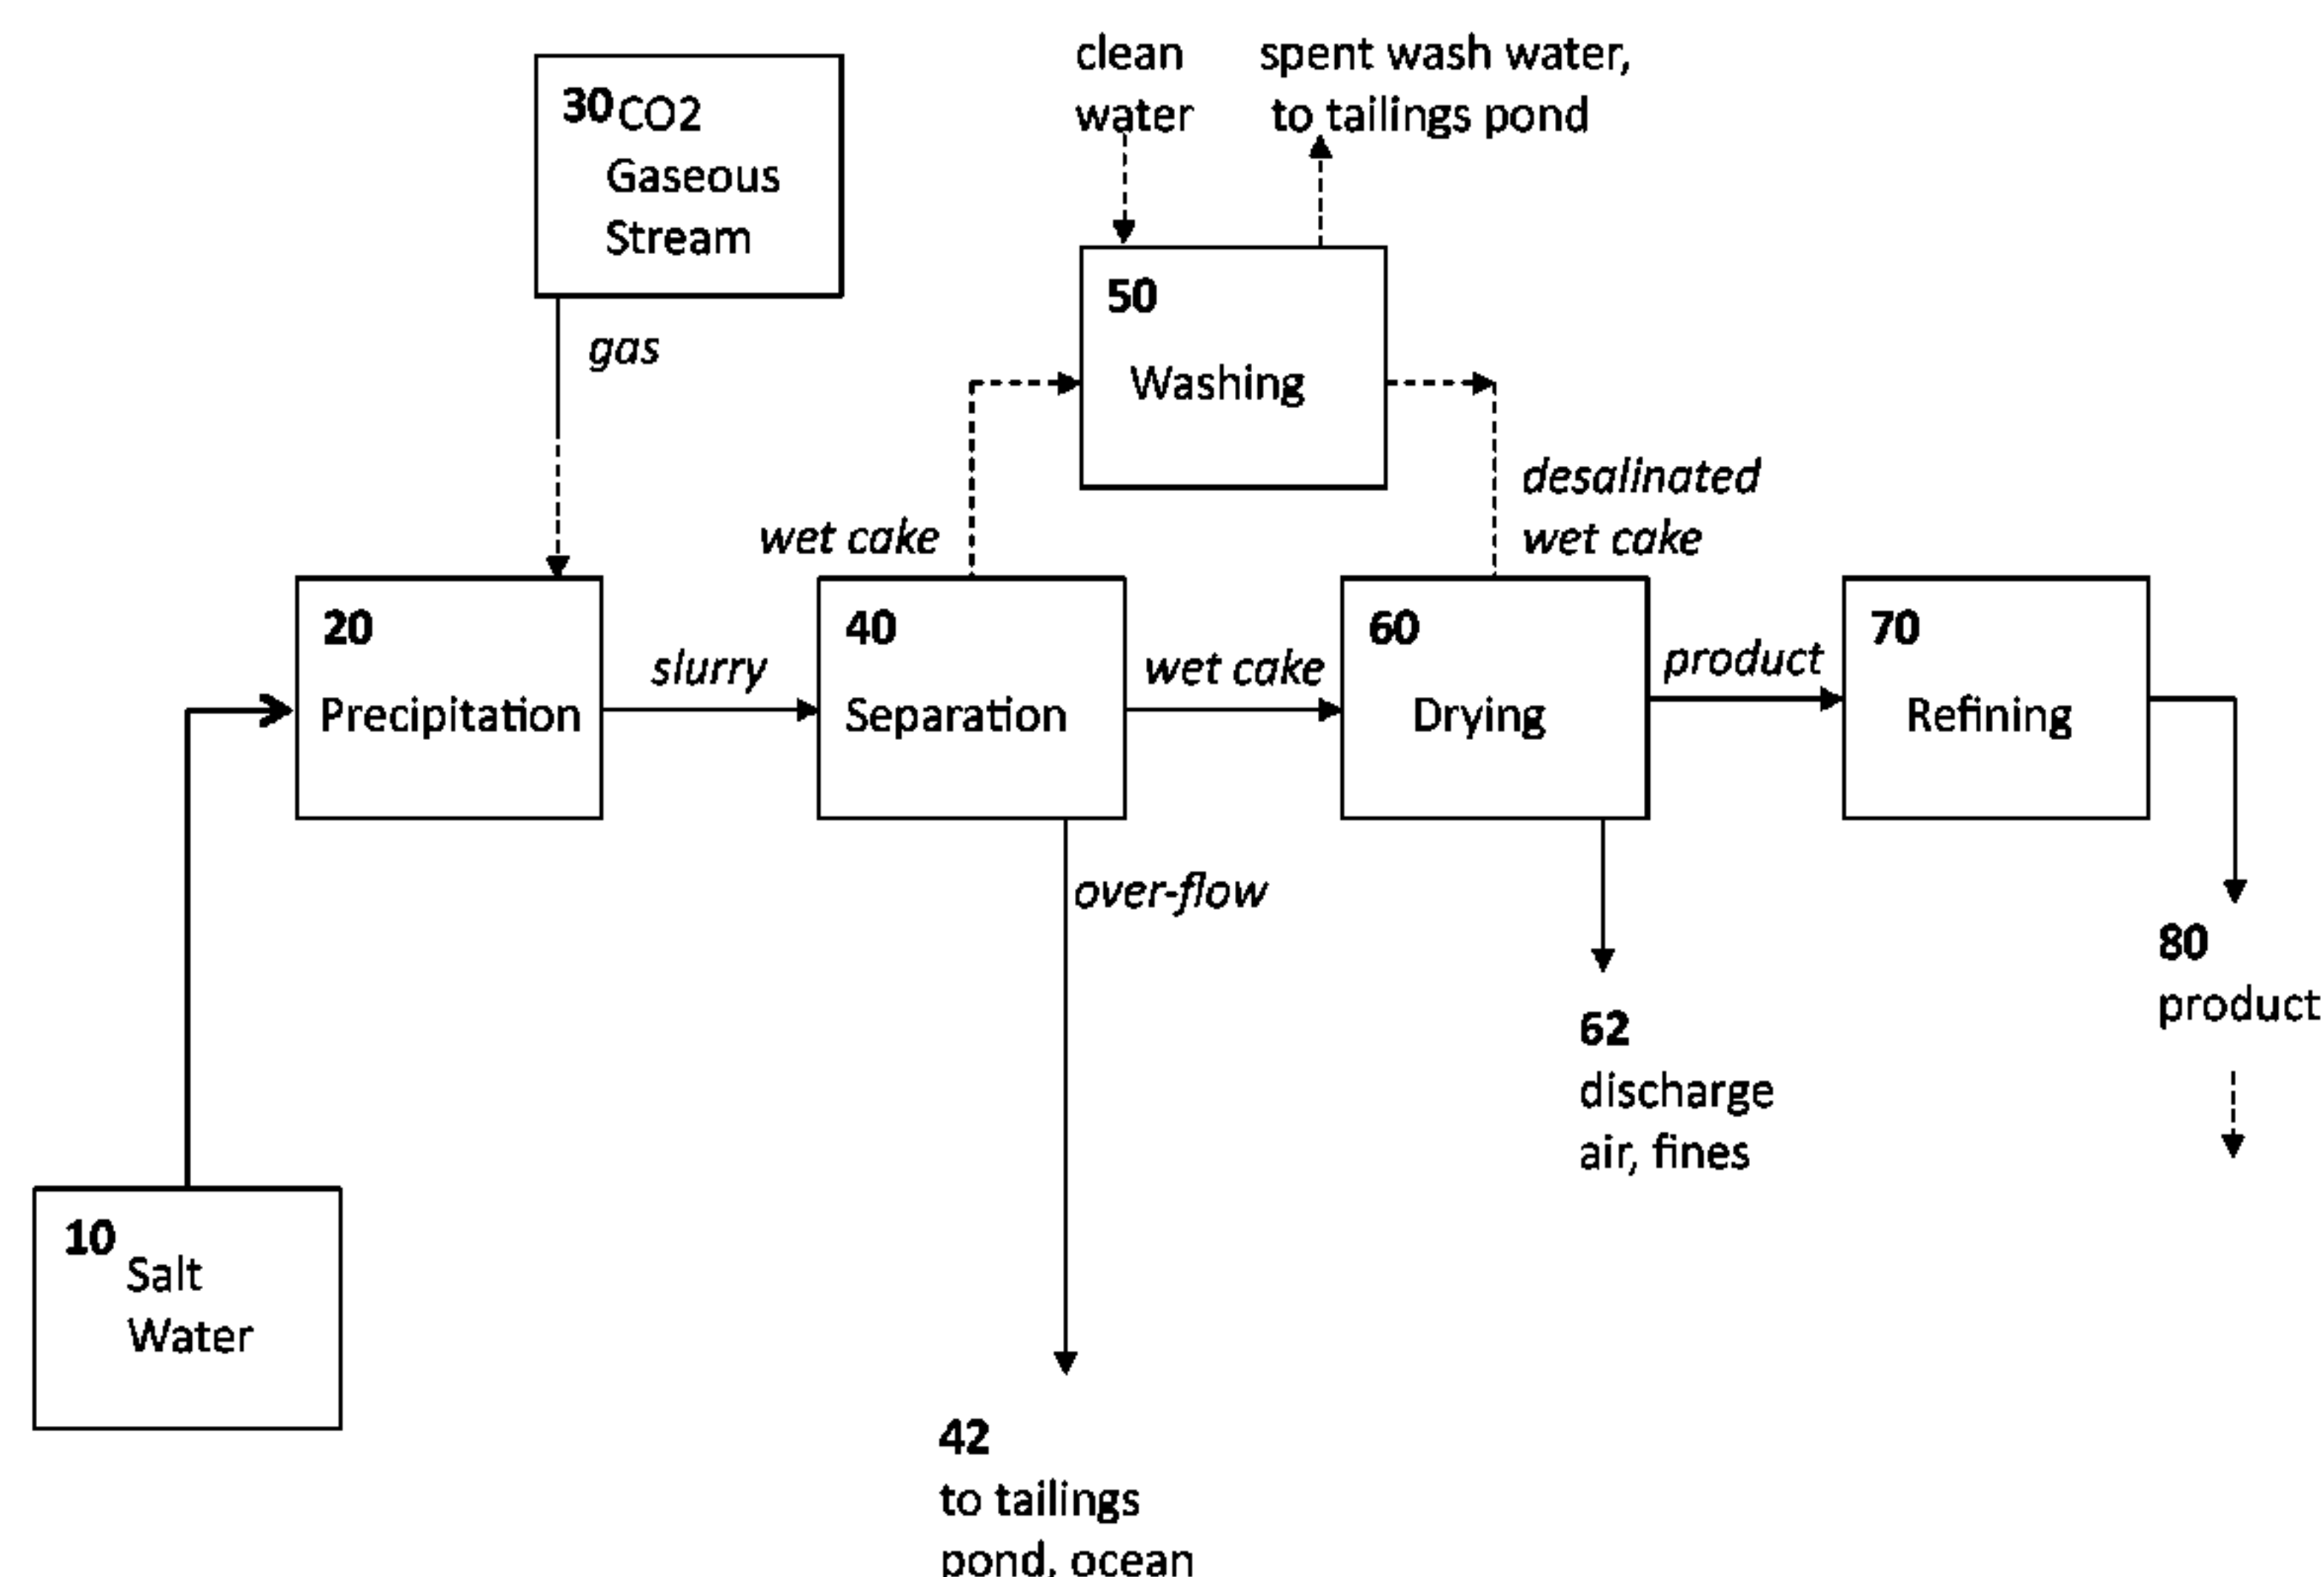 30 CO2
Gaseous
Stream
clean
water
spent wash water,
to tailings pond
gas
50
Washing
wet cake
desalinated
wet cake
20
Precipitation
slurry
40
Separation
wet cake
60
Drying
product
70
Refining
over-flow
80
product
62
discharge
air, fines
10
Salt
Water
42
to tailings
pond, ocean